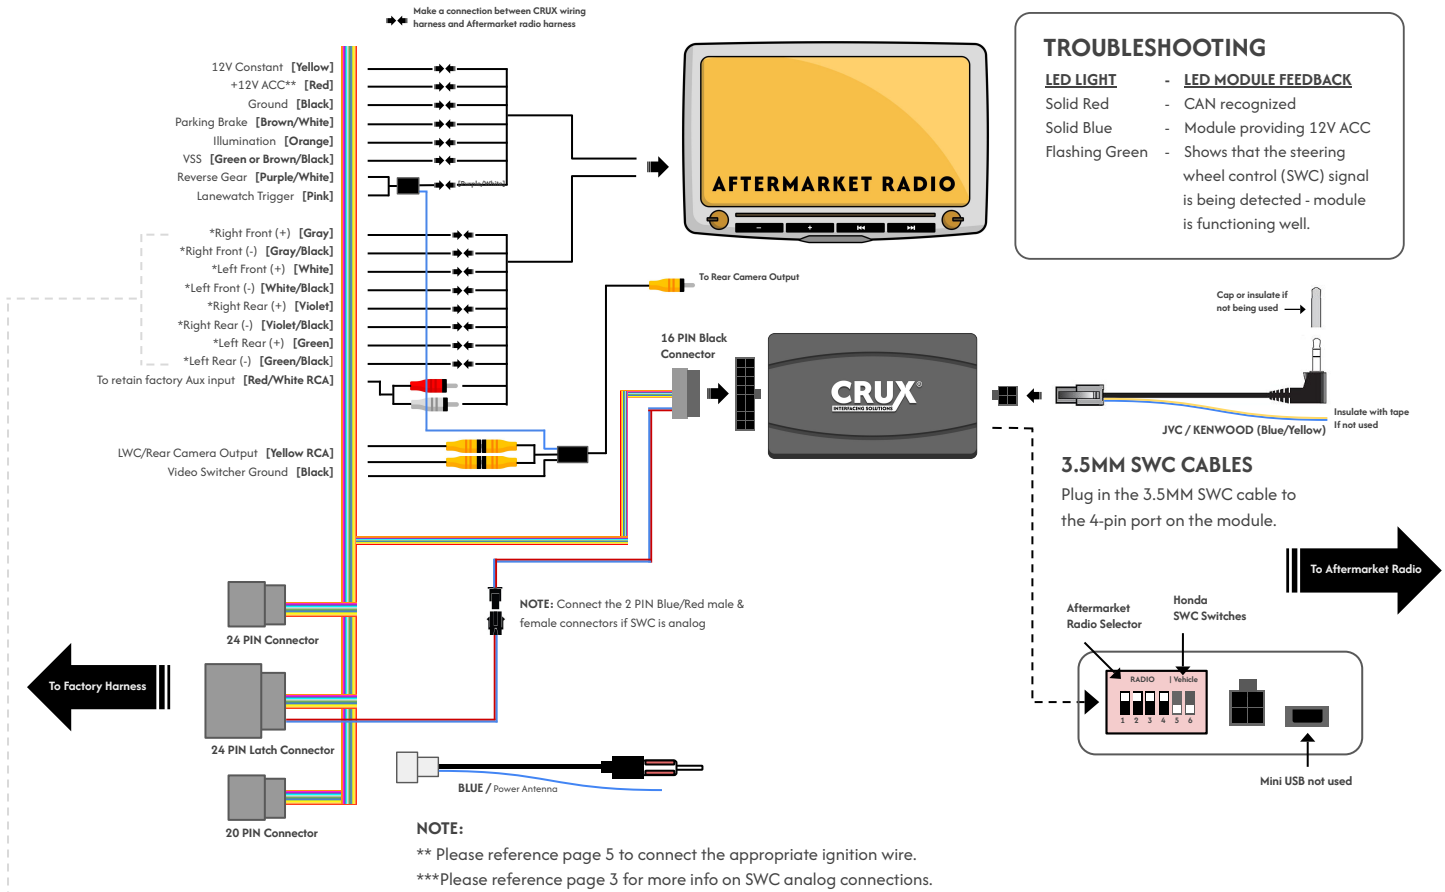 Make a connection between CRUX wiring
harness and Aftermarket radio harness
12V Constant [Yellow]
+12V ACC** [Red]
Ground [Black]
Parking Brake [Brown/White]
Illumination [Orange]
VSS [Green or Brown/Black]
Reverse Gear [Purple/White]
Lanewatch Trigger [Pink]
[Purple/White]
*Right Front (+) [Gray]
*Right Front (-) [Gray/Black]
*Left Front (+) [White]
*Left Front (-) [White/Black]
*Right Rear (+) [Violet]
*Right Rear (-) [Violet/Black]
*Left Rear (+) [Green]
*Left Rear (-) [Green/Black]
To retain factory Aux input [Red/White RCA]
LWC/Rear Camera Output [Yellow RCA]
Video Switcher Ground [Black]
AFTERMARKET RADIO
TROUBLESHOOTING
LED LIGHT - LED MODULE FEEDBACK
Solid Red - CAN recognized
Solid Blue - Module providing 12V ACC
Flashing Green - Shows that the steering
wheel control (SWC) signal
is being detected - module
is functioning well.
To Rear Camera Output
16 PIN Black
Connector
CRUX®
INTERFACING SOLUTIONS
Cap or insulate if
not being used
Insulate with tape
If not used
JVC / KENWOOD (Blue/Yellow)
3.5MM SWC CABLES
Plug in the 3.5MM SWC cable to
the 4-pin port on the module.
To Aftermarket Radio
NOTE: Connect the 2 PIN Blue/Red male &
female connectors if SWC is analog
Aftermarket
Radio Selector
Honda
SWC Switches
RADIO | Vehicle
1 2 3 4 5 6
Mini USB not used
24 PIN Connector
To Factory Harness
24 PIN Latch Connector
20 PIN Connector
BLUE / Power Antenna
NOTE:
** Please reference page 5 to connect the appropriate ignition wire.
***Please reference page 3 for more info on SWC analog connections.